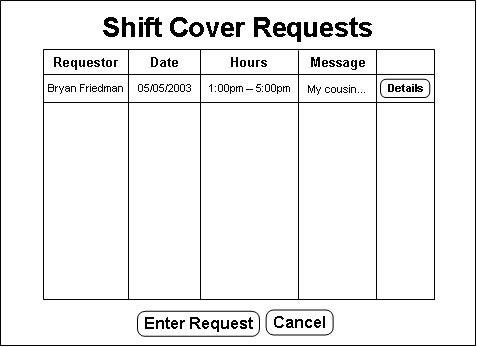 Shift Cover Requests
Requestor Date Hours Message
Bryan Friedman 05/05/2003 1:00pm – 5:00pm My cousin... Details
Enter Request Cancel